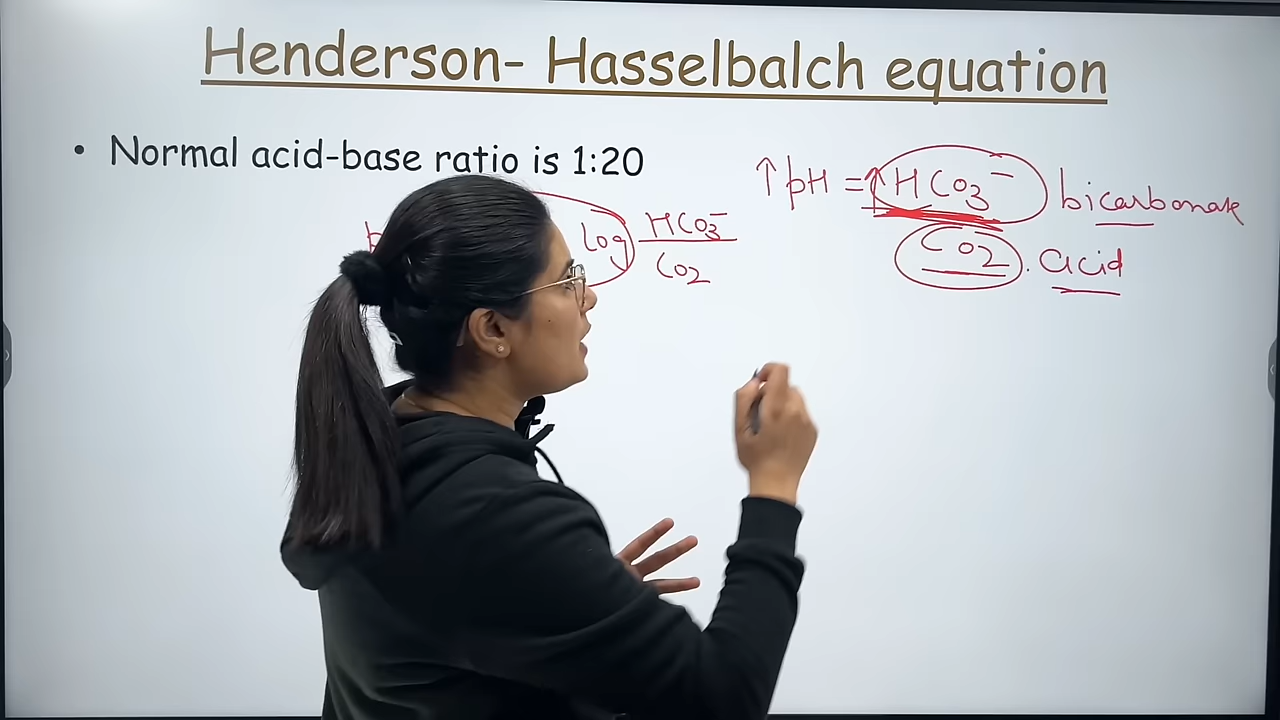 Henderson- Hasselbalch equation
• Normal acid-base ratio is 1:20
log HCO3-
CO2
↑pH = ↑HCO3- bicarbonate
CO2. acid